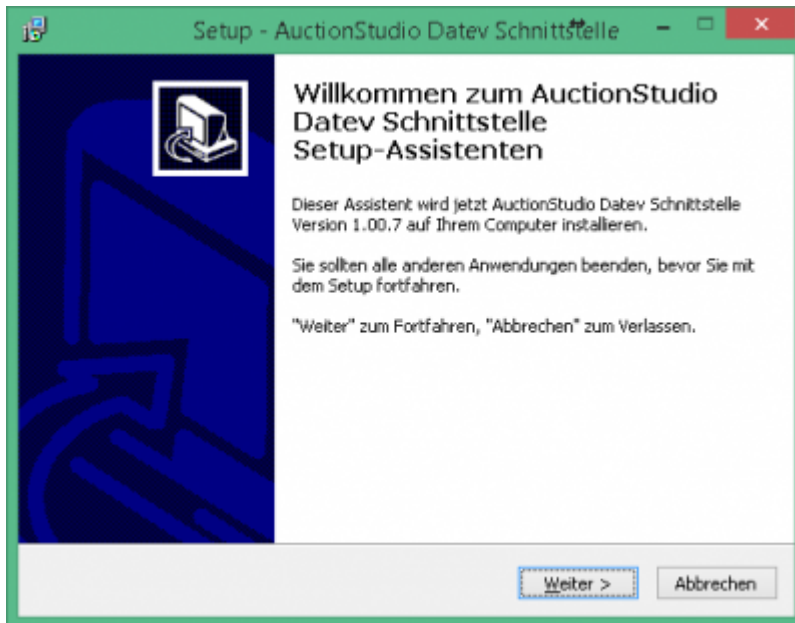 Setup - AuctionStudio Datev Schnittstelle
Willkommen zum AuctionStudio
Datev Schnittstelle
Setup-Assistenten
Dieser Assistent wird jetzt AuctionStudio Datev Schnittstelle
Version 1.00.7 auf Ihrem Computer installieren.
Sie sollten alle anderen Anwendungen beenden, bevor Sie mit
dem Setup fortfahren.
"Weiter" zum Fortfahren, "Abbrechen" zum Verlassen.
Weiter >
Abbrechen